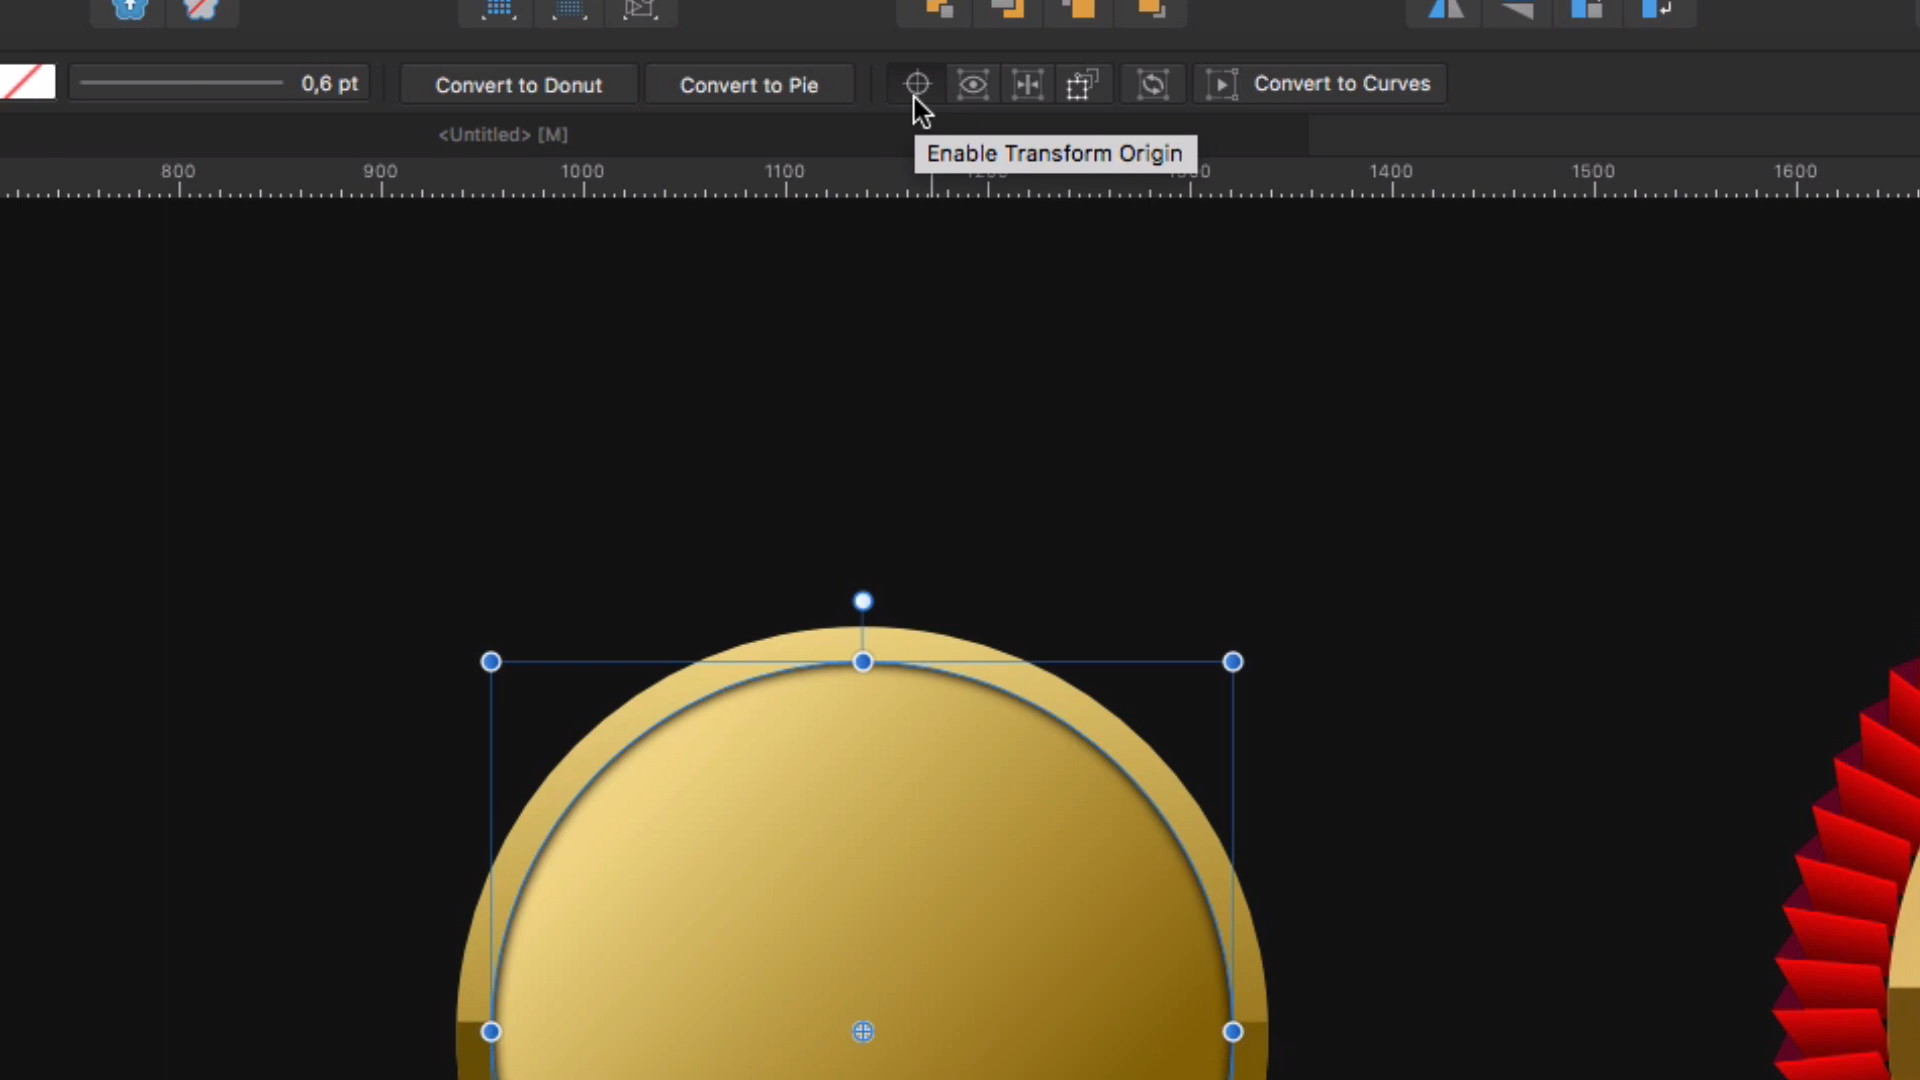 0,6 pt
Convert to Donut
Convert to Pie
Convert to Curves
<Untitled> [M]
Enable Transform Origin
800 900 1000 1100 1400 1500 1600